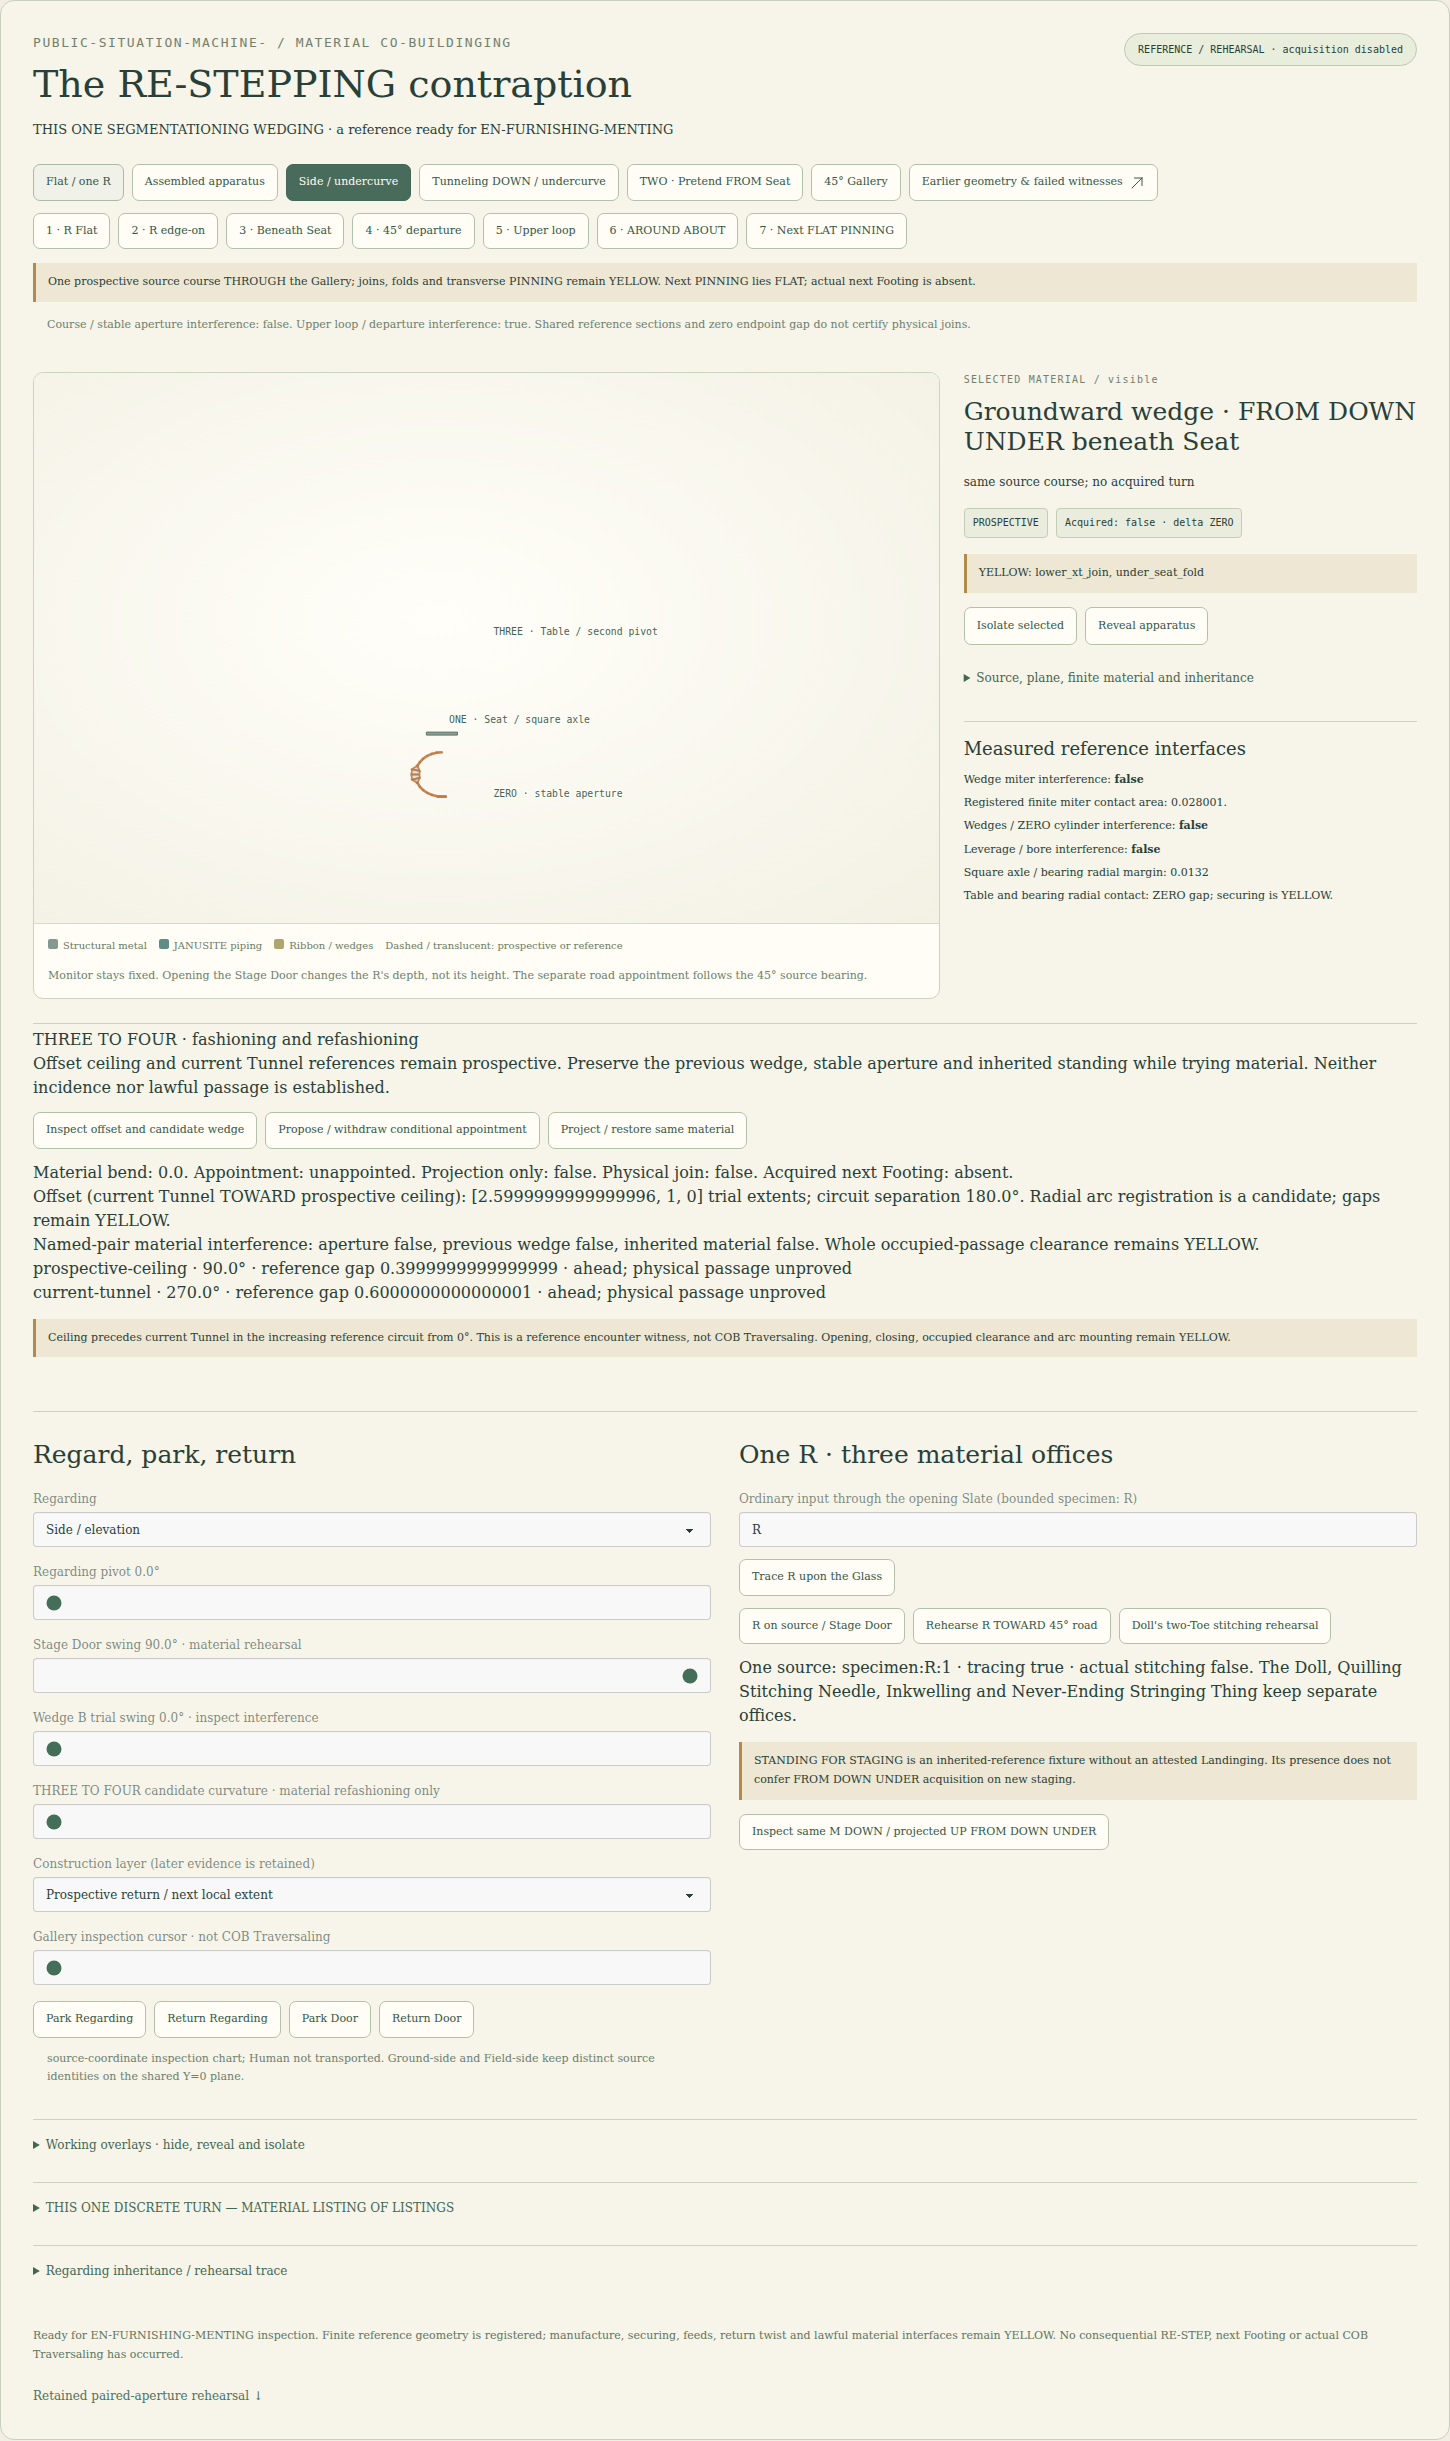 PUBLIC-SITUATION-MACHINE- / MATERIAL CO-BUILDINGING
REFERENCE / REHEARSAL · acquisition disabled
The RE-STEPPING contraption
THIS ONE SEGMENTATIONING WEDGING · a reference ready for EN-FURNISHING-MENTING
Flat / one R
Assembled apparatus
Side / undercurve
Tunneling DOWN / undercurve
TWO · Pretend FROM Seat
45° Gallery
Earlier geometry & failed witnesses
1 · R Flat
2 · R edge-on
3 · Beneath Seat
4 · 45° departure
5 · Upper loop
6 · AROUND ABOUT
7 · Next FLAT PINNING
One prospective source course THROUGH the Gallery; joins, folds and transverse PINNING remain YELLOW. Next PINNING lies FLAT; actual next Footing is absent.
Course / stable aperture interference: false. Upper loop / departure interference: true. Shared reference sections and zero endpoint gap do not certify physical joins.
THREE · Table / second pivot
ONE · Seat / square axle
ZERO · stable aperture
Structural metal
JANUSITE piping
Ribbon / wedges
Dashed / translucent: prospective or reference
Monitor stays fixed. Opening the Stage Door changes the R's depth, not its height. The separate road appointment follows the 45° source bearing.
SELECTED MATERIAL / visible
Groundward wedge · FROM DOWN
UNDER beneath Seat
same source course; no acquired turn
PROSPECTIVE
Acquired: false · delta ZERO
YELLOW: lower_xt_join, under_seat_fold
Isolate selected
Reveal apparatus
Source, plane, finite material and inheritance
Measured reference interfaces
Wedge miter interference: false
Registered finite miter contact area: 0.028001.
Wedges / ZERO cylinder interference: false
Leverage / bore interference: false
Square axle / bearing radial margin: 0.0132
Table and bearing radial contact: ZERO gap; securing is YELLOW.
THREE TO FOUR · fashioning and refashioning
Offset ceiling and current Tunnel references remain prospective. Preserve the previous wedge, stable aperture and inherited standing while trying material. Neither
incidence nor lawful passage is established.
Inspect offset and candidate wedge
Propose / withdraw conditional appointment
Project / restore same material
Material bend: 0.0. Appointment: unappointed. Projection only: false. Physical join: false. Acquired next Footing: absent.
Offset (current Tunnel TOWARD prospective ceiling): [2.5999999999999996, 1, 0] trial extents; circuit separation 180.0°. Radial arc registration is a candidate; gaps
remain YELLOW.
Named-pair material interference: aperture false, previous wedge false, inherited material false. Whole occupied-passage clearance remains YELLOW.
prospective-ceiling · 90.0° · reference gap 0.3999999999999999 · ahead; physical passage unproved
current-tunnel · 270.0° · reference gap 0.6000000000000001 · ahead; physical passage unproved
Ceiling precedes current Tunnel in the increasing reference circuit from 0°. This is a reference encounter witness, not COB Traversaling. Opening, closing, occupied clearance and arc mounting remain YELLOW.
Regard, park, return
Regarding
Side / elevation
Regarding pivot 0.0°
Stage Door swing 90.0° · material rehearsal
Wedge B trial swing 0.0° · inspect interference
THREE TO FOUR candidate curvature · material refashioning only
Construction layer (later evidence is retained)
Prospective return / next local extent
Gallery inspection cursor · not COB Traversaling
Park Regarding
Return Regarding
Park Door
Return Door
source-coordinate inspection chart; Human not transported. Ground-side and Field-side keep distinct source
identities on the shared Y=0 plane.
One R · three material offices
Ordinary input through the opening Slate (bounded specimen: R)
R
Trace R upon the Glass
R on source / Stage Door
Rehearse R TOWARD 45° road
Doll's two-Toe stitching rehearsal
One source: specimen:R:1 · tracing true · actual stitching false. The Doll, Quilling
Stitching Needle, Inkwelling and Never-Ending Stringing Thing keep separate
offices.
STANDING FOR STAGING is an inherited-reference fixture without an attested Landinging. Its presence does not
confer FROM DOWN UNDER acquisition on new staging.
Inspect same M DOWN / projected UP FROM DOWN UNDER
Working overlays · hide, reveal and isolate
THIS ONE DISCRETE TURN — MATERIAL LISTING OF LISTINGS
Regarding inheritance / rehearsal trace
Ready for EN-FURNISHING-MENTING inspection. Finite reference geometry is registered; manufacture, securing, feeds, return twist and lawful material interfaces remain YELLOW. No consequential RE-STEP, next Footing or actual COB
Traversaling has occurred.
Retained paired-aperture rehearsal ↓